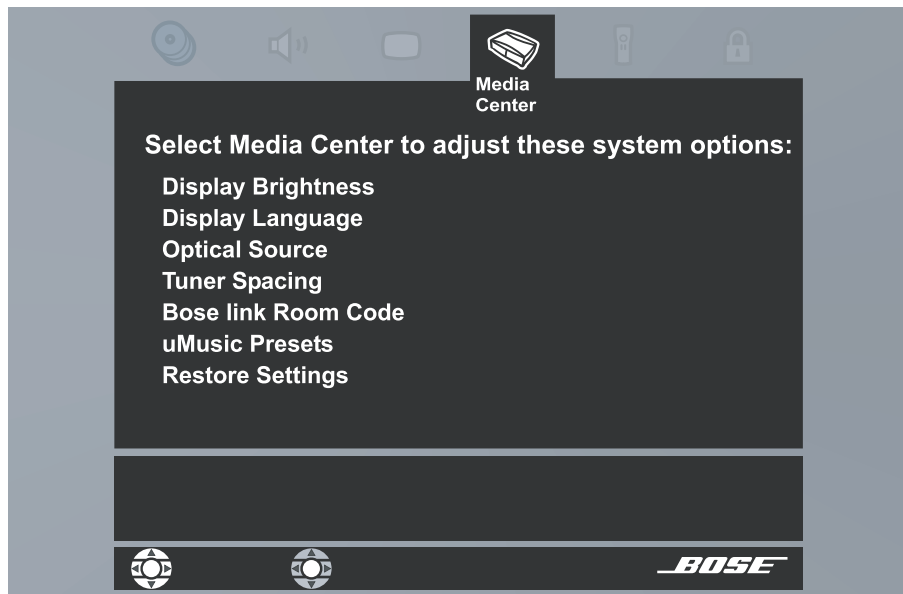 Media
Center
Select Media Center to adjust these system options:
Display Brightness
Display Language
Optical Source
Tuner Spacing
Bose link Room Code
uMusic Presets
Restore Settings
BOSE